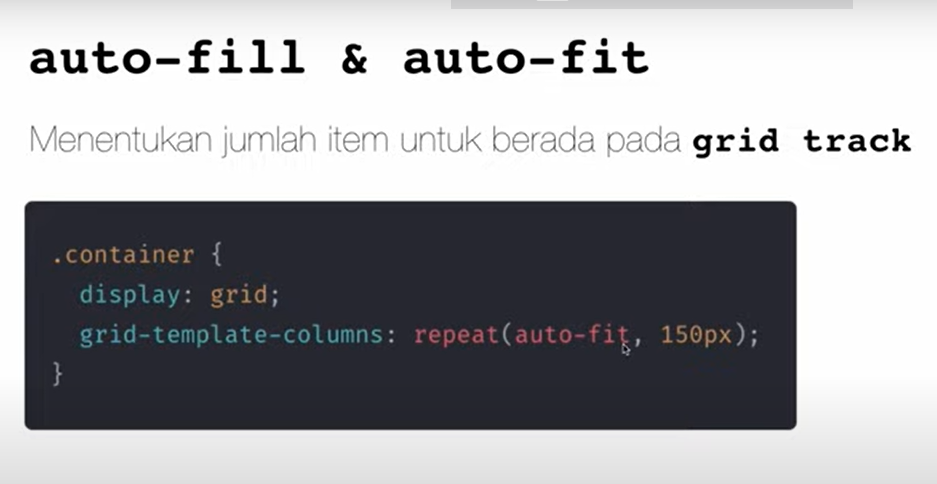 auto-fill & auto-fit
Menentukan jumlah item untuk berada pada grid track
.container {
  display: grid;
  grid-template-columns: repeat(auto-fit, 150px);
}